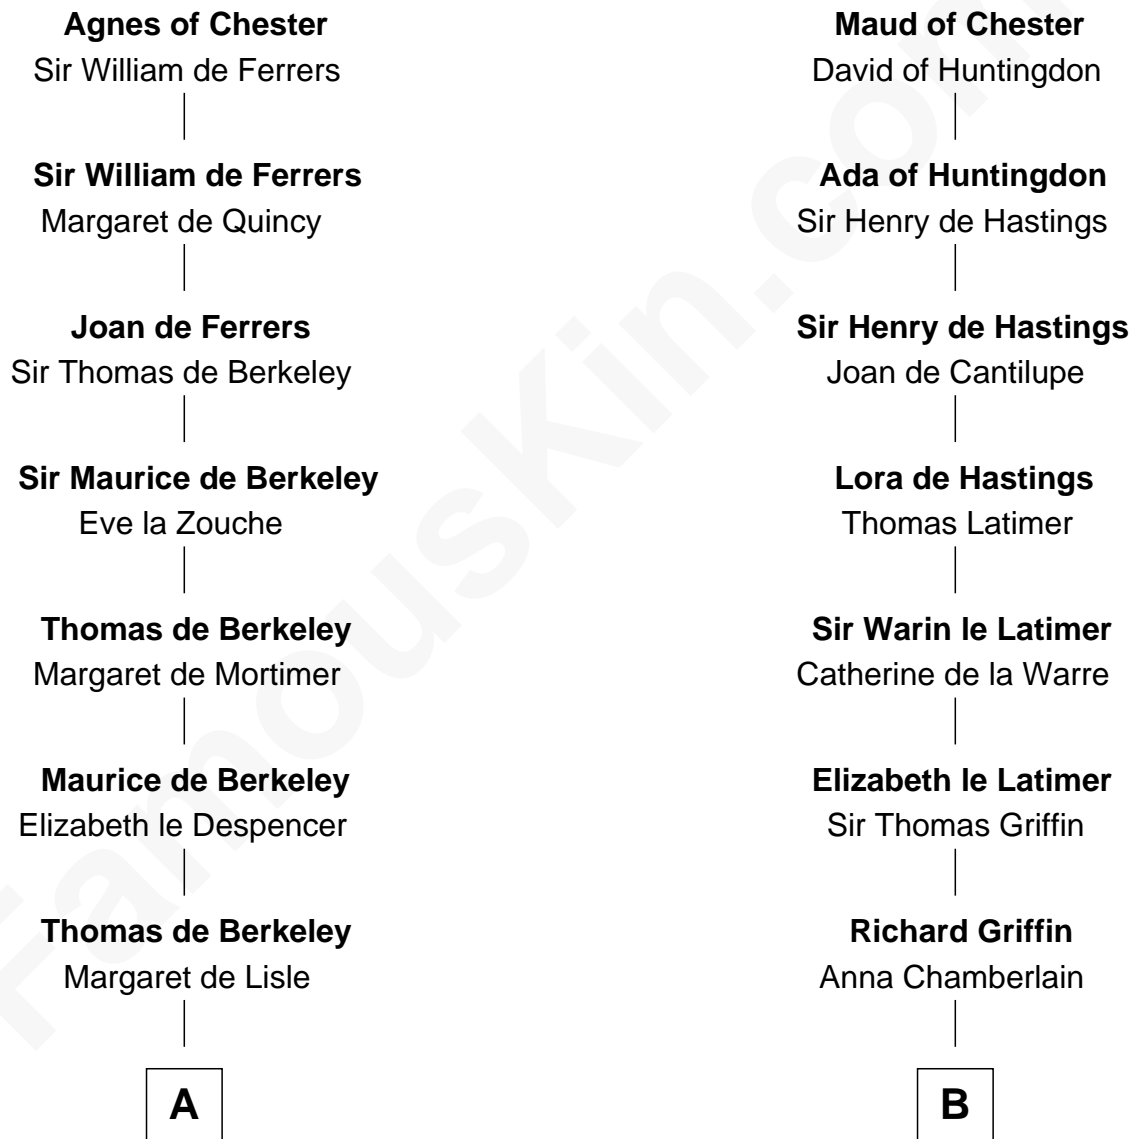 Agnes of Chester
Sir William de Ferrers
Sir William de Ferrers
Margaret de Quincy
Joan de Ferrers
Sir Thomas de Berkeley
Sir Maurice de Berkeley
Eve la Zouche
Thomas de Berkeley
Margaret de Mortimer
Maurice de Berkeley
Elizabeth le Despencer
Thomas de Berkeley
Margaret de Lisle
A
Maud of Chester
David of Huntingdon
Ada of Huntingdon
Sir Henry de Hastings
Sir Henry de Hastings
Joan de Cantilupe
Lora de Hastings
Thomas Latimer
Sir Warin le Latimer
Catherine de la Warre
Elizabeth le Latimer
Sir Thomas Griffin
Richard Griffin
Anna Chamberlain
B
FamousKin.com